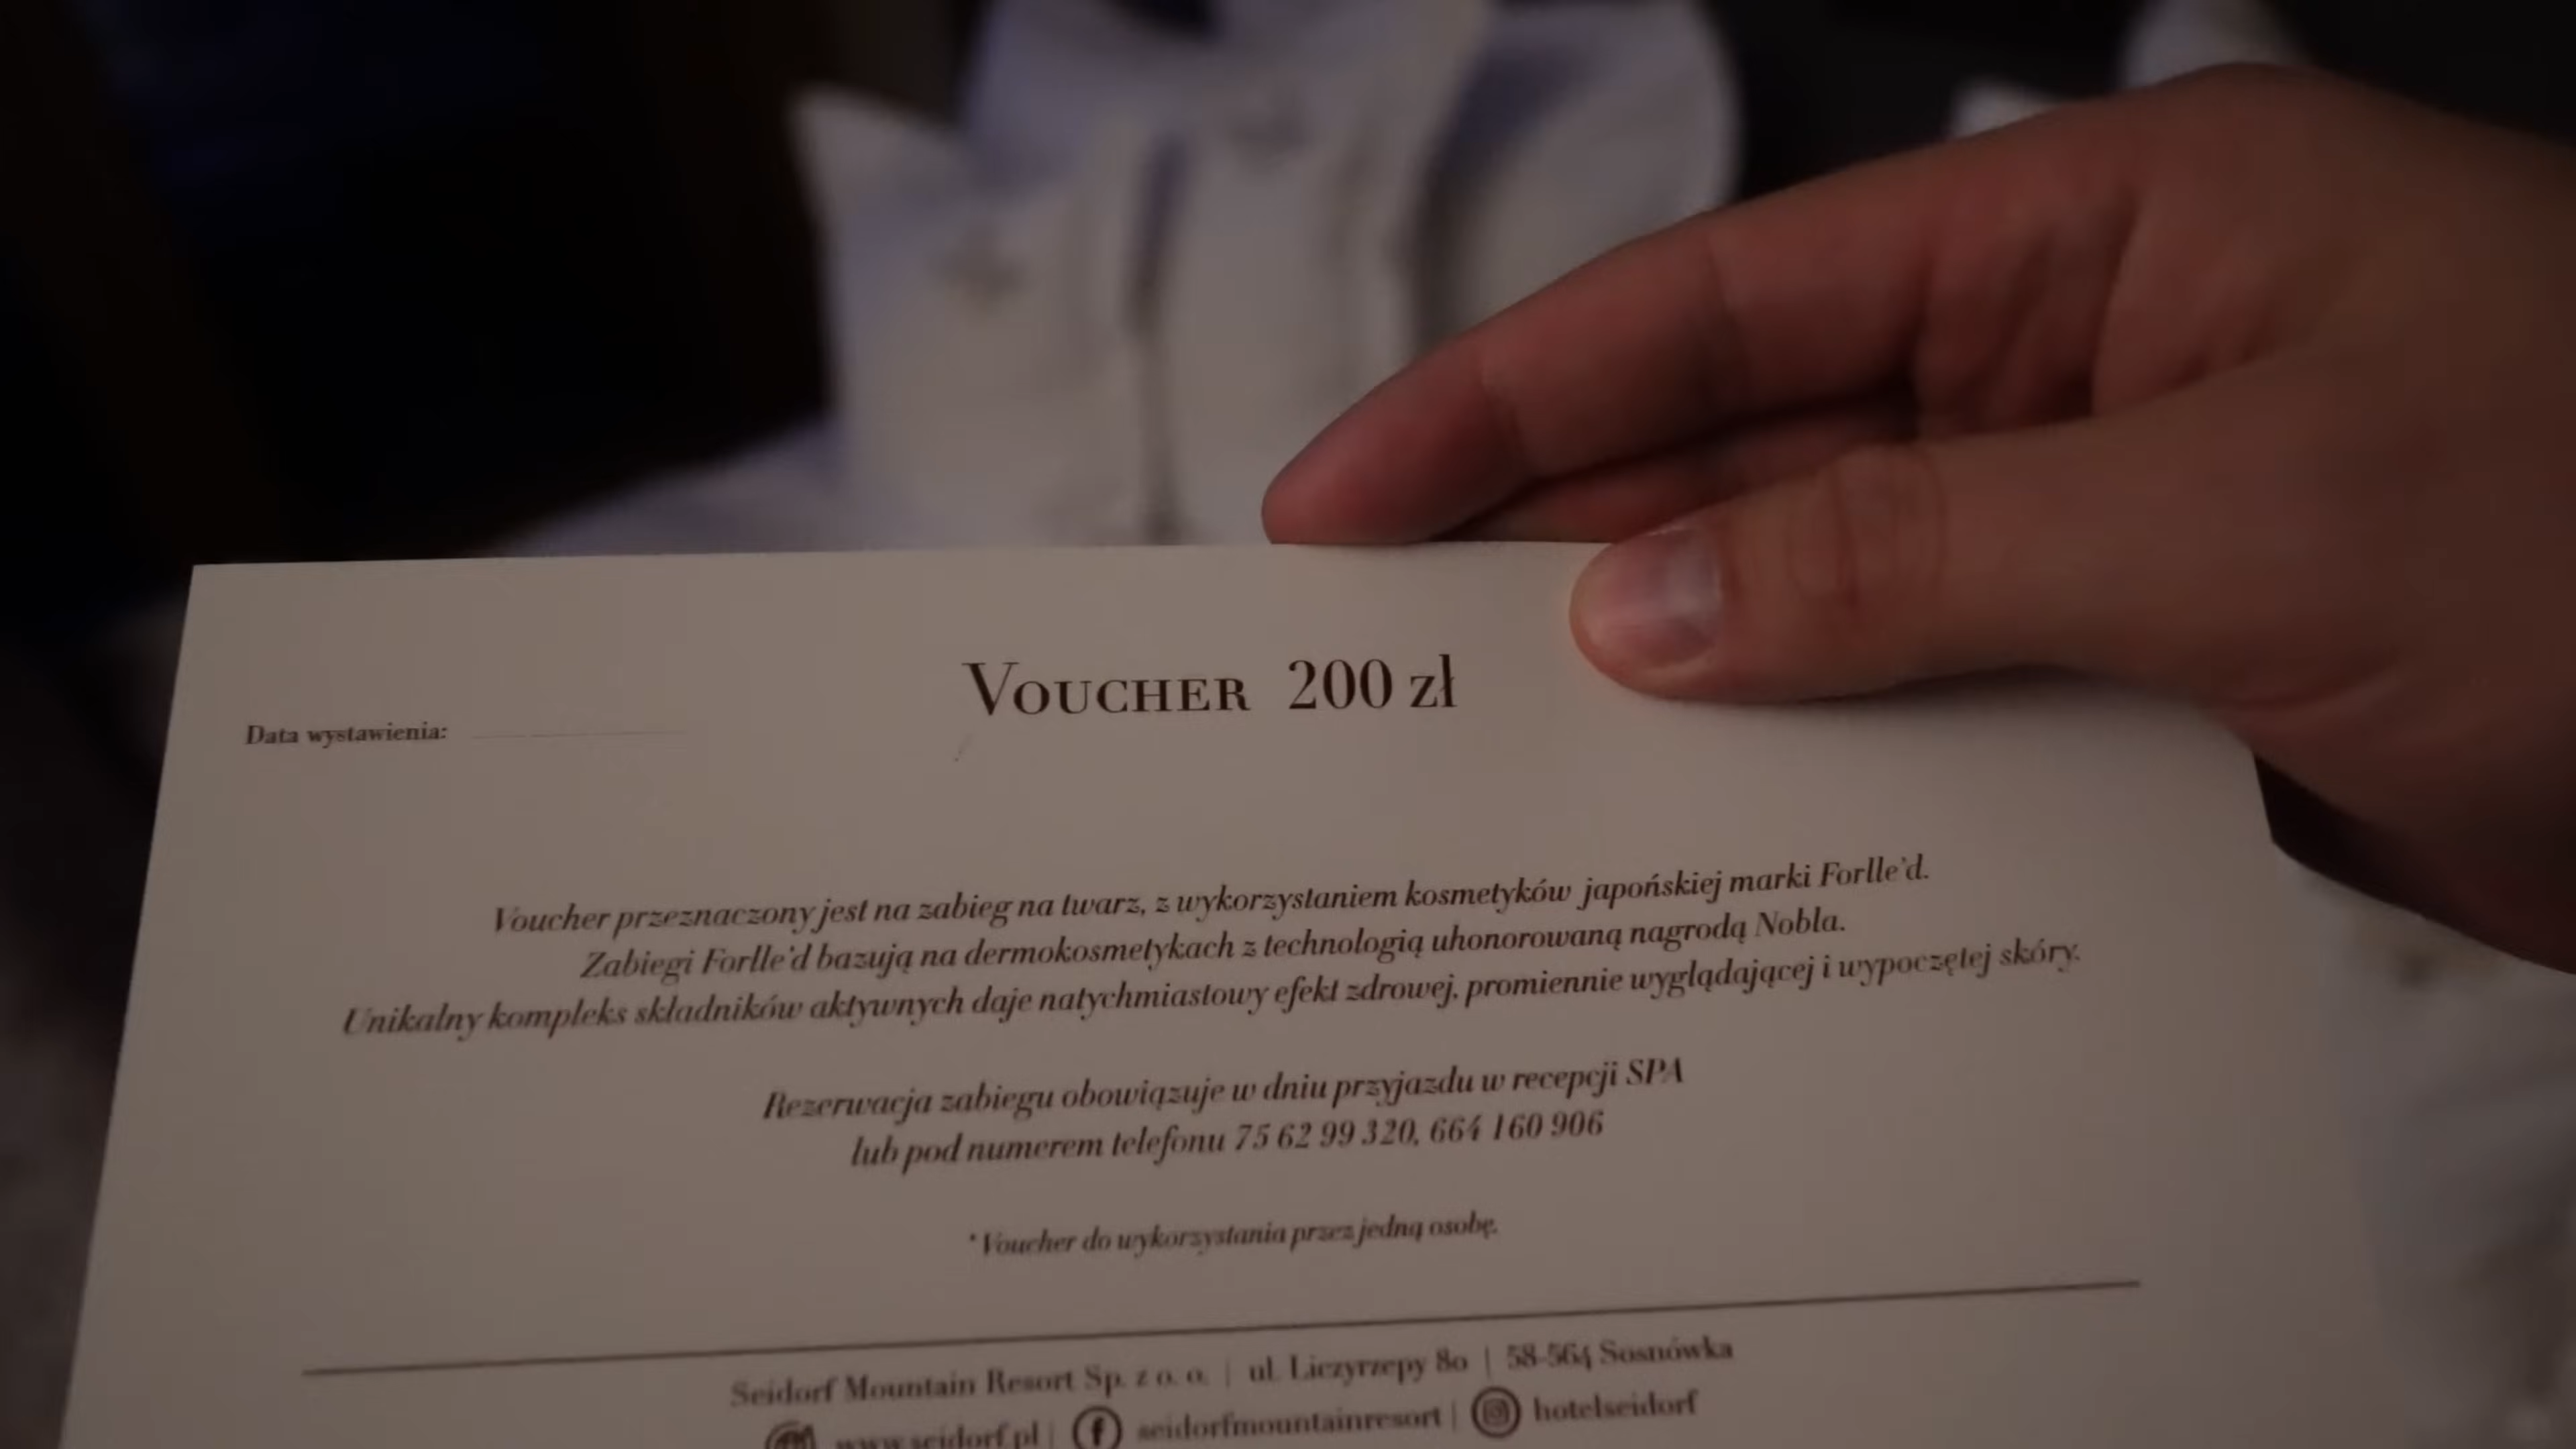 Voucher 200 zł
Data wystawienia:
Voucher przeznaczony jest na zabieg na twarz, z wykorzystaniem kosmetyków japońskiej marki Forlle'd.
Zabiegi Forlle'd bazują na dermokosmetykach z technologią uhonorowaną nagrodą Nobla.
Unikalny kompleks składników aktywnych daje natychmiastowy efekt zdrowej, promiennie wyglądającej i wypoczętej skóry.
Rezerwacja zabiegu obowiązuje w dniu przyjazdu w recepcji SPA
lub pod numerem telefonu 75 62 99 320, 664 160 906
* Voucher do wykorzystania przez jedną osobę.
Seidorf Mountain Resort Sp. z o. o. | ul. Liczyrzepy 80 | 58-564 Sosnówka
www.seidorf.pl | seidorfmountainresort | hotelseidorf